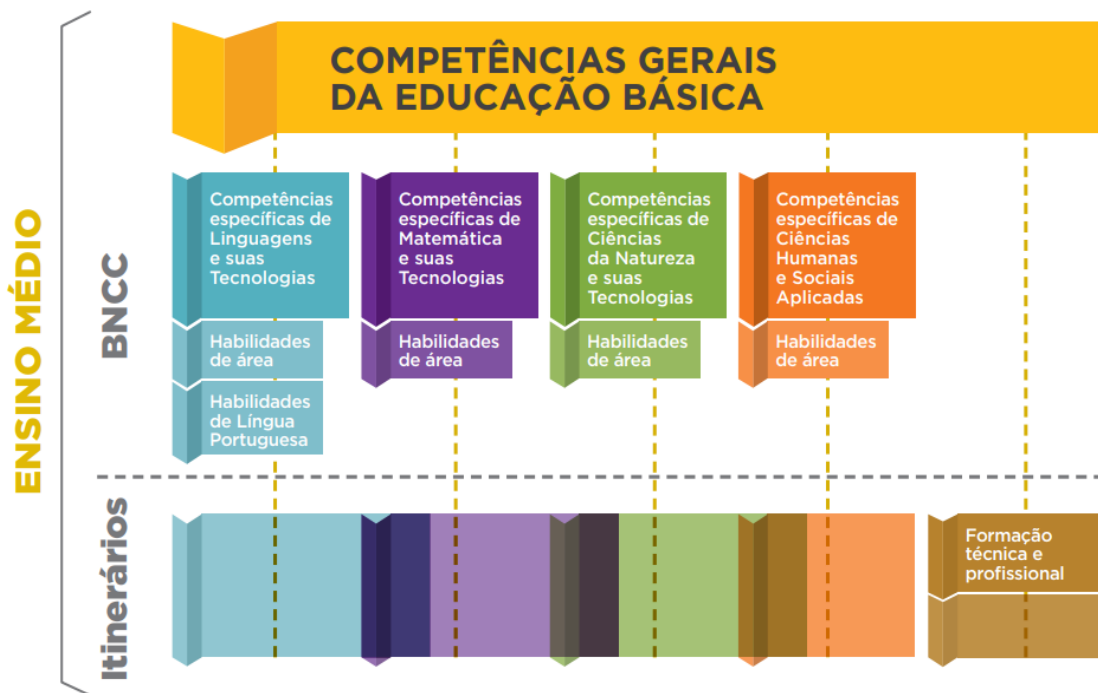 ENSINO MÉDIO
COMPETÊNCIAS GERAIS
DA EDUCAÇÃO BÁSICA
BNCC
Competências
específicas de
Linguagens
e suas
Tecnologias
Habilidades
de área
Habilidades
de Língua
Portuguesa
Competências
específicas de
Matemática
e suas
Tecnologias
Habilidades
de área
Competências
específicas de
Ciências
da Natureza
e suas
Tecnologias
Habilidades
de área
Competências
específicas de
Ciências
Humanas
e Sociais
Aplicadas
Habilidades
de área
Itinerários
Formação
técnica e
profissional